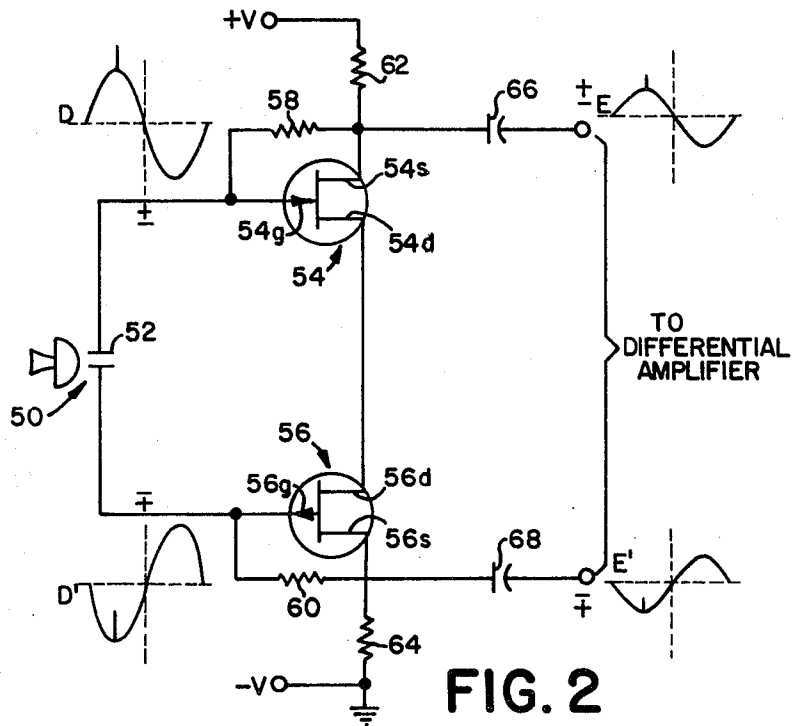 +V
62
58
66
D
±
E
54s
54g
54d
±
54
52
TO
DIFFERENTIAL
AMPLIFIER
50
56
56g
56d
∓
56s
68
E'
D'
60
∓
64
-V
FIG. 2